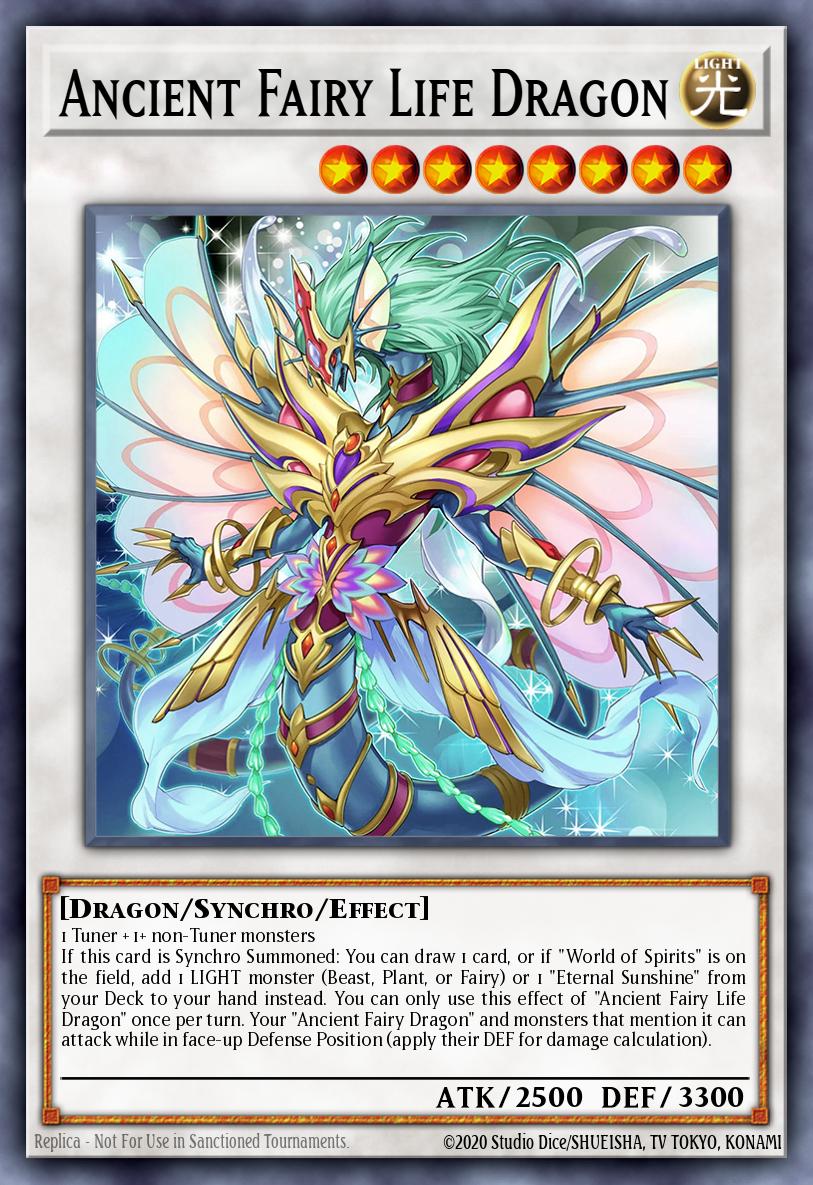 Ancient Fairy Life Dragon
LIGHT
光
[Dragon/Synchro/Effect]
1 Tuner + 1+ non-Tuner monsters
If this card is Synchro Summoned: You can draw 1 card, or if "World of Spirits" is on
the field, add 1 LIGHT monster (Beast, Plant, or Fairy) or 1 "Eternal Sunshine" from
your Deck to your hand instead. You can only use this effect of "Ancient Fairy Life
Dragon" once per turn. Your "Ancient Fairy Dragon" and monsters that mention it can
attack while in face-up Defense Position (apply their DEF for damage calculation).
ATK/2500 DEF/3300
Replica - Not For Use in Sanctioned Tournaments.
©2020 Studio Dice/SHUEISHA, TV TOKYO, KONAMI